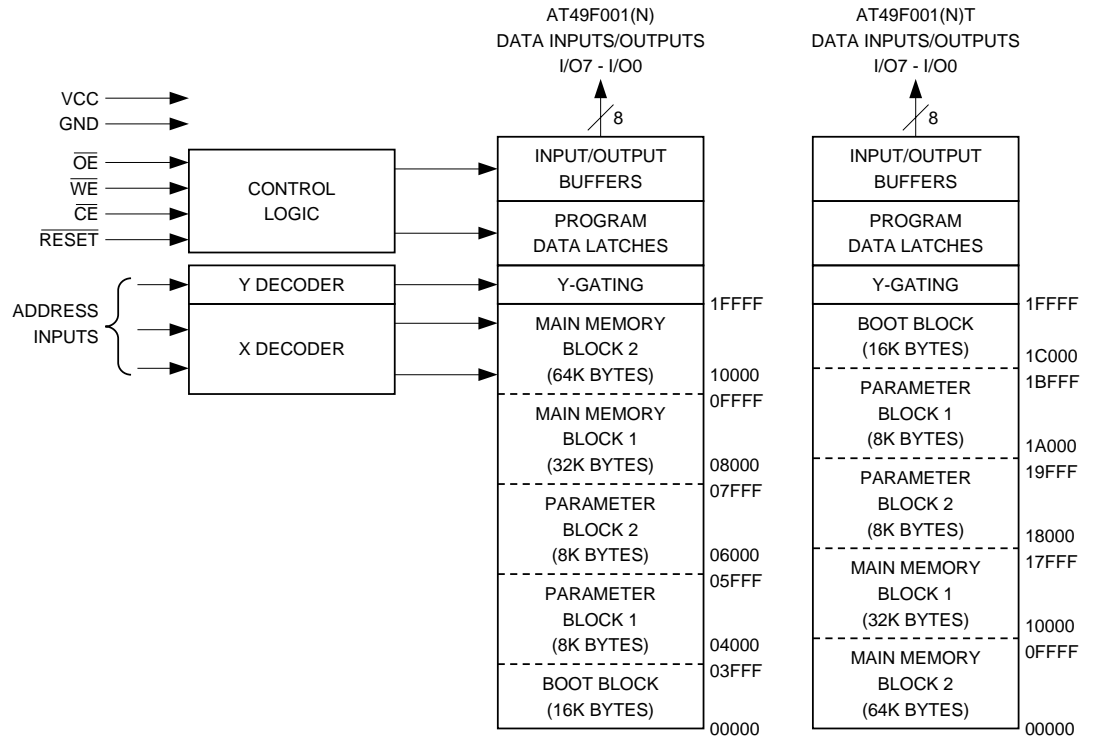 AT49F001(N)
DATA INPUTS/OUTPUTS
I/O7 - I/O0
8
VCC
GND
OE
WE
CE
RESET
CONTROL
LOGIC
ADDRESS
INPUTS
Y DECODER
X DECODER
INPUT/OUTPUT
BUFFERS
PROGRAM
DATA LATCHES
Y-GATING
1FFFF
MAIN MEMORY
BLOCK 2
(64K BYTES)
10000
0FFFF
MAIN MEMORY
BLOCK 1
(32K BYTES)
08000
07FFF
PARAMETER
BLOCK 2
(8K BYTES)
06000
05FFF
PARAMETER
BLOCK 1
(8K BYTES)
04000
03FFF
BOOT BLOCK
(16K BYTES)
00000
AT49F001(N)T
DATA INPUTS/OUTPUTS
I/O7 - I/O0
8
INPUT/OUTPUT
BUFFERS
PROGRAM
DATA LATCHES
Y-GATING
1FFFF
BOOT BLOCK
(16K BYTES)
1C000
1BFFF
PARAMETER
BLOCK 1
(8K BYTES)
1A000
19FFF
PARAMETER
BLOCK 2
(8K BYTES)
18000
17FFF
MAIN MEMORY
BLOCK 1
(32K BYTES)
10000
0FFFF
MAIN MEMORY
BLOCK 2
(64K BYTES)
00000